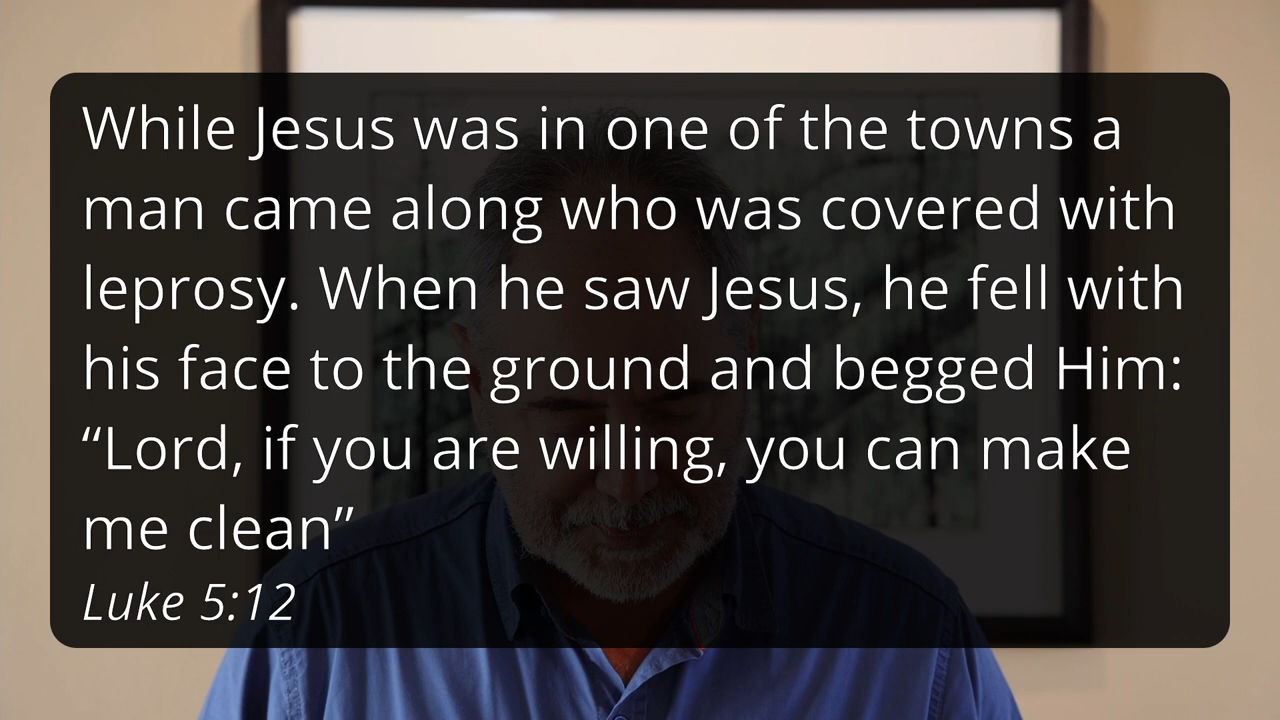 While Jesus was in one of the towns a
man came along who was covered with
leprosy. When he saw Jesus, he fell with
his face to the ground and begged Him:
“Lord, if you are willing, you can make
me clean”
Luke 5:12